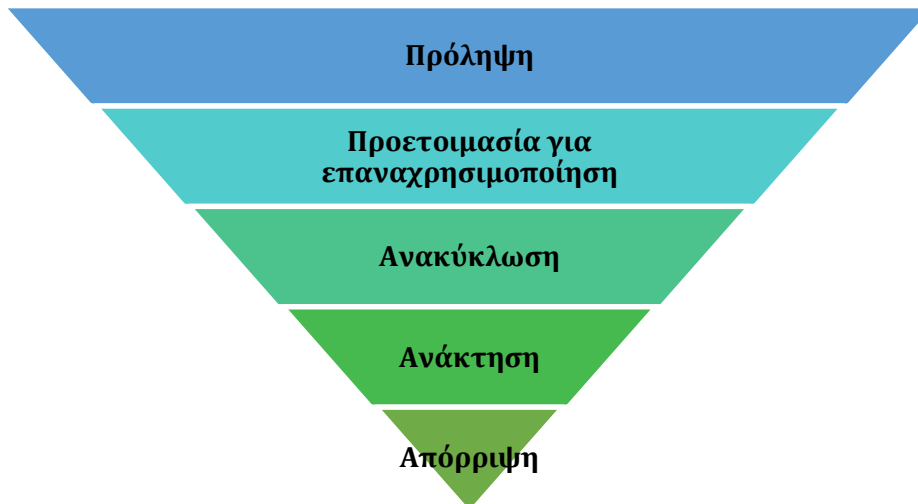 Πρόληψη
Προετοιμασία για
επαναχρησιμοποίηση
Ανακύκλωση
Ανάκτηση
Απόρριψη